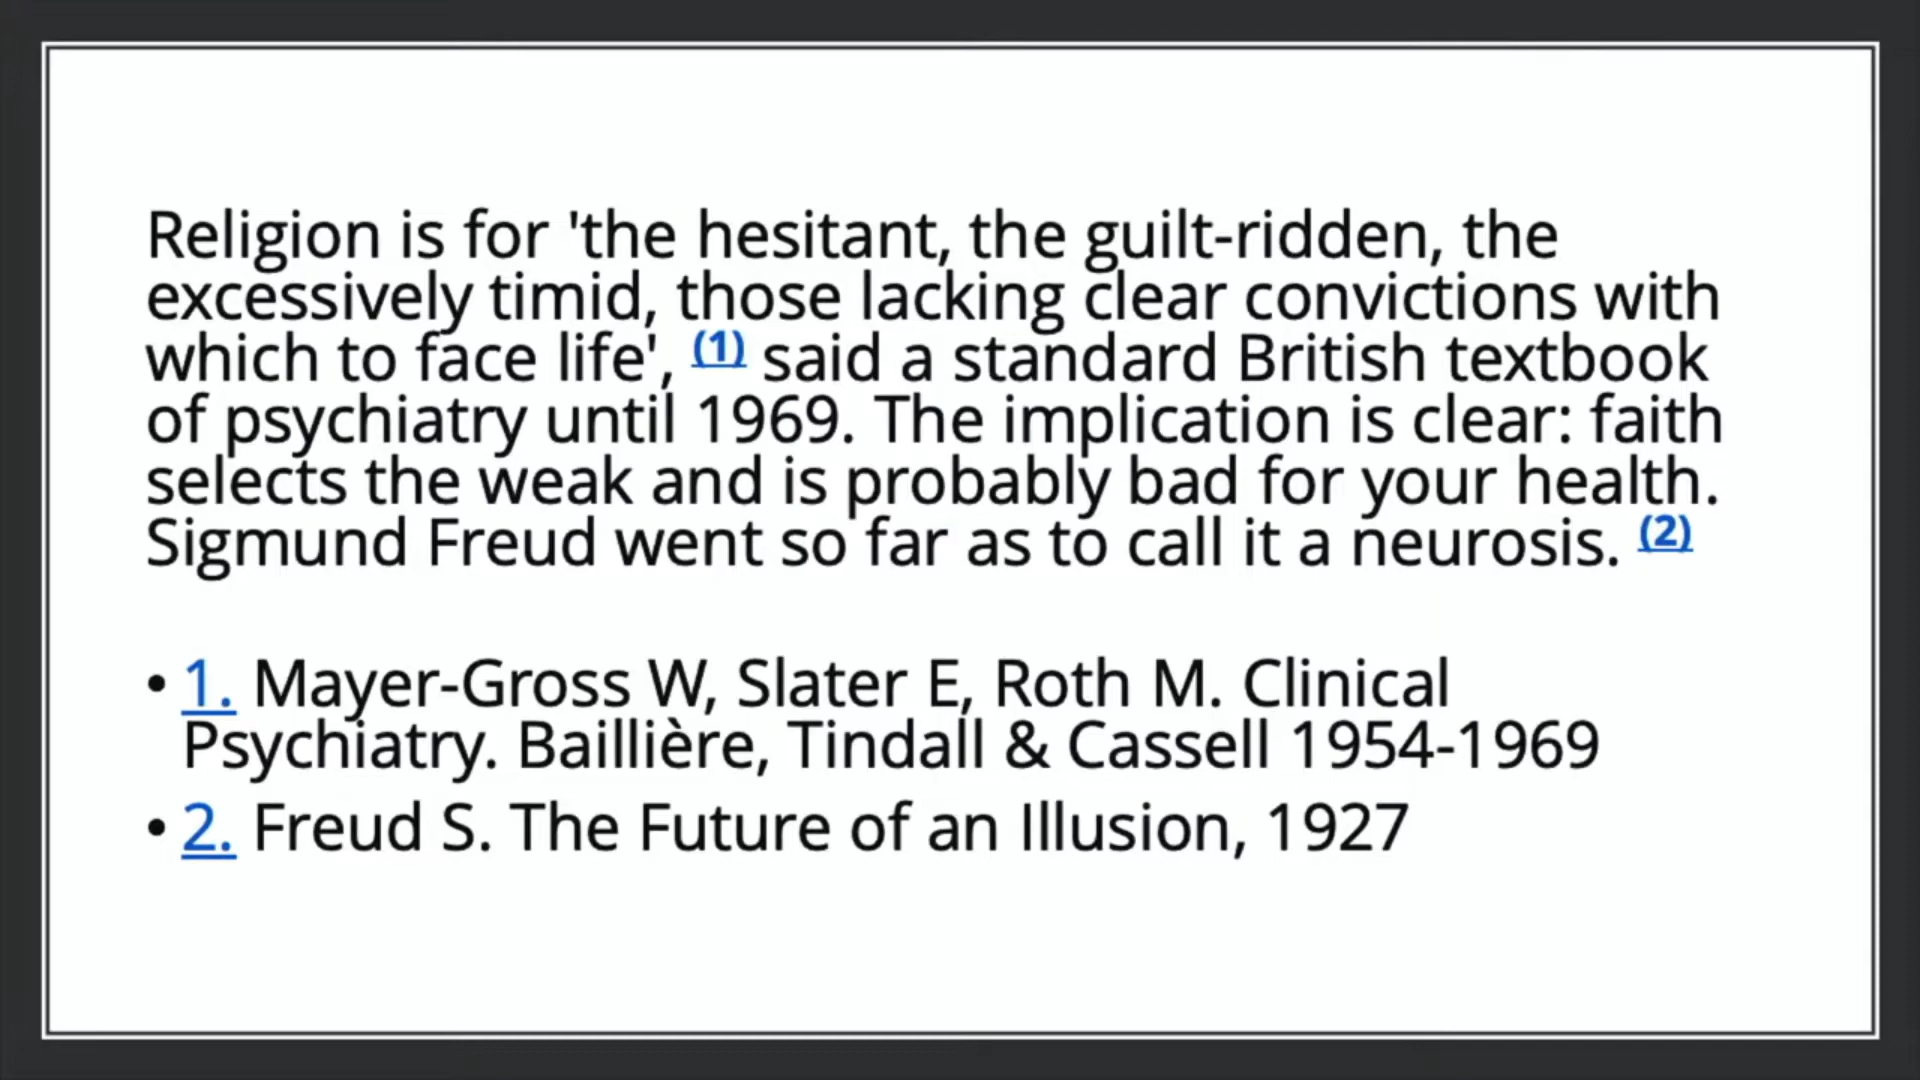 Religion is for 'the hesitant, the guilt-ridden, the
excessively timid, those lacking clear convictions with
which to face life', (1) said a standard British textbook
of psychiatry until 1969. The implication is clear: faith
selects the weak and is probably bad for your health.
Sigmund Freud went so far as to call it a neurosis. (2)
• 1. Mayer-Gross W, Slater E, Roth M. Clinical
Psychiatry. Baillière, Tindall & Cassell 1954-1969
• 2. Freud S. The Future of an Illusion, 1927